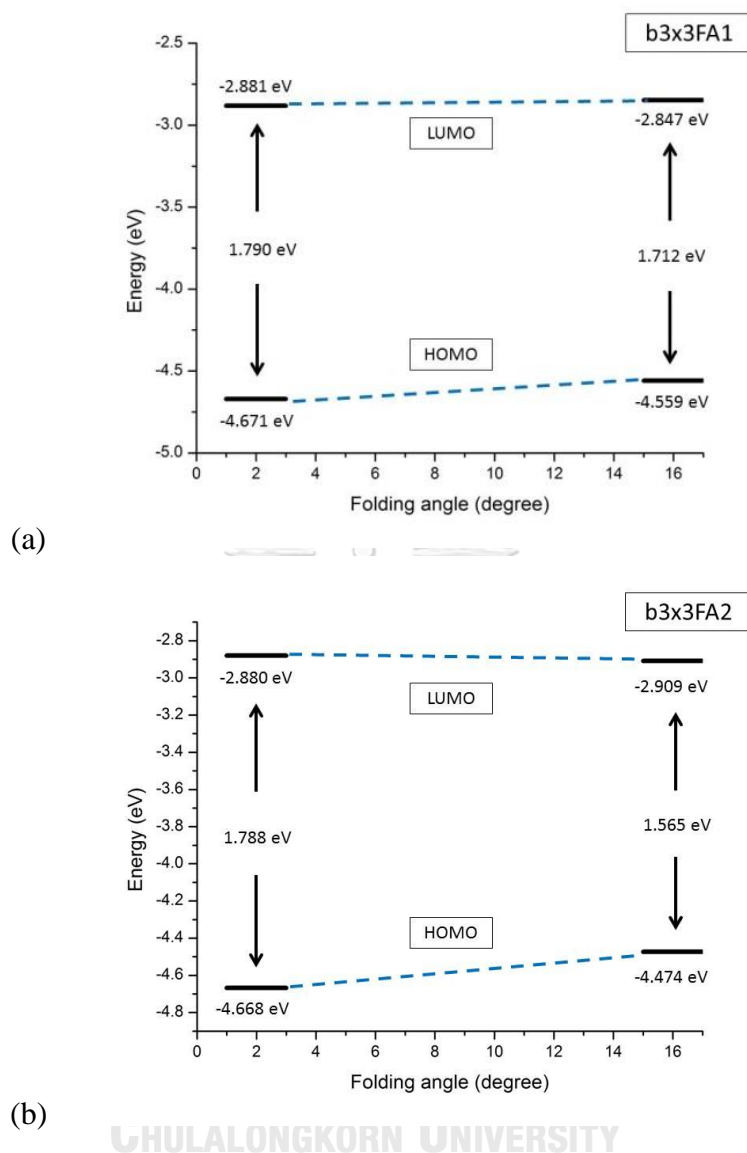 b3x3FA1
-2.5
-3.0
-3.5
-4.0
-4.5
-5.0
Energy (eV)
-2.881 eV
-2.847 eV
LUMO
1.790 eV
1.712 eV
HOMO
-4.671 eV
-4.559 eV
0 2 4 6 8 10 12 14 16
Folding angle (degree)
(a)
b3x3FA2
-2.8
-3.0
-3.2
-3.4
-3.6
-3.8
-4.0
-4.2
-4.4
-4.6
-4.8
Energy (eV)
-2.880 eV
-2.909 eV
LUMO
1.788 eV
1.565 eV
HOMO
-4.668 eV
-4.474 eV
0 2 4 6 8 10 12 14 16
Folding angle (degree)
(b)
CHULALONGKORN UNIVERSITY